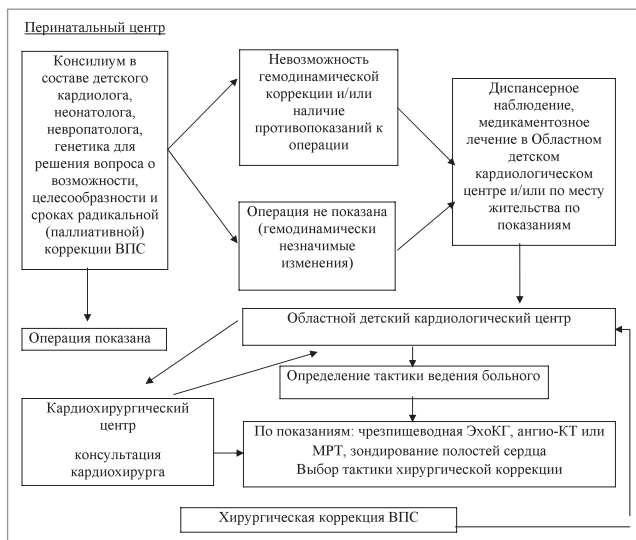 Перинатальный центр
Консилиум в
составе детского
кардиолога,
неонатолога,
невропатолога,
генетика для
решения вопроса о
возможности,
целесообразности и
сроках радикальной
(паллиативной)
коррекции ВПС
Невозможность
гемодинамической
коррекции и/или
наличие
противопоказаний к
операции
Операция не показана
(гемодинамически
незначимые
изменения)
Диспансерное
наблюдение,
медикаментозное
лечение в Областном
детском
кардиологическом
центре и/или по месту
жительства по
показаниям
Операция показана
Областной детский кардиологический центр
Определение тактики ведения больного
Кардиохирургический
центр
консультация
кардиохирурга
По показаниям: чрезпищеводная ЭхоКГ, ангио-КТ или
МРТ, зондирование полостей сердца
Выбор тактики хирургической коррекции
Хирургическая коррекция ВПС